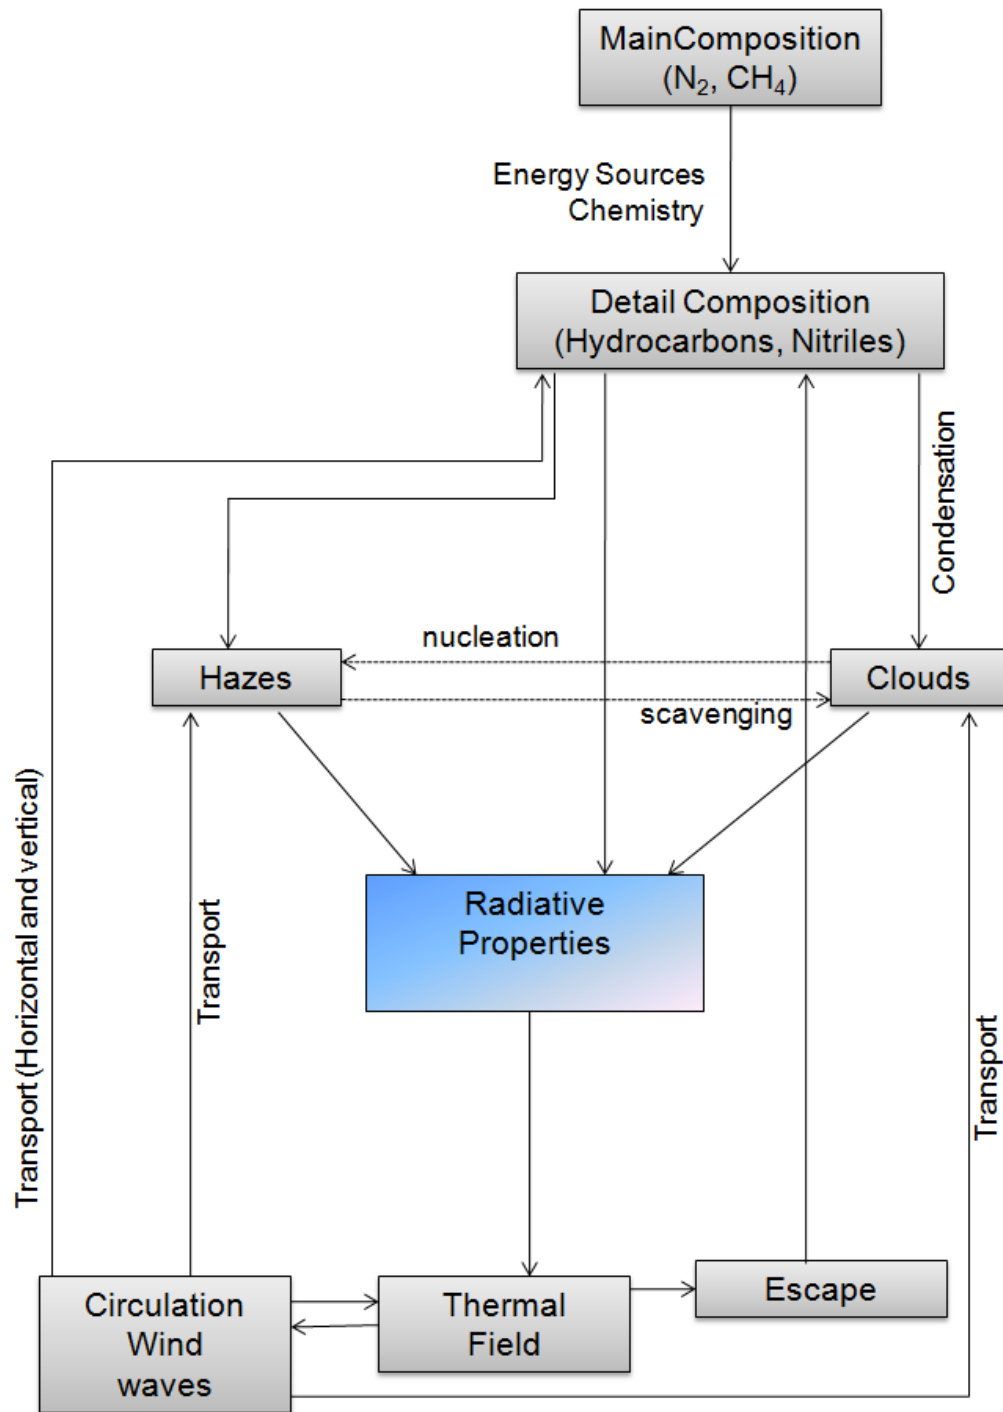 MainComposition
(N₂, CH₄)
Energy Sources
Chemistry
Detail Composition
(Hydrocarbons, Nitriles)
Condensation
nucleation
Hazes
Clouds
scavenging
Transport (Horizontal and vertical)
Transport
Radiative
Properties
Transport
Circulation
Wind
waves
Thermal
Field
Escape